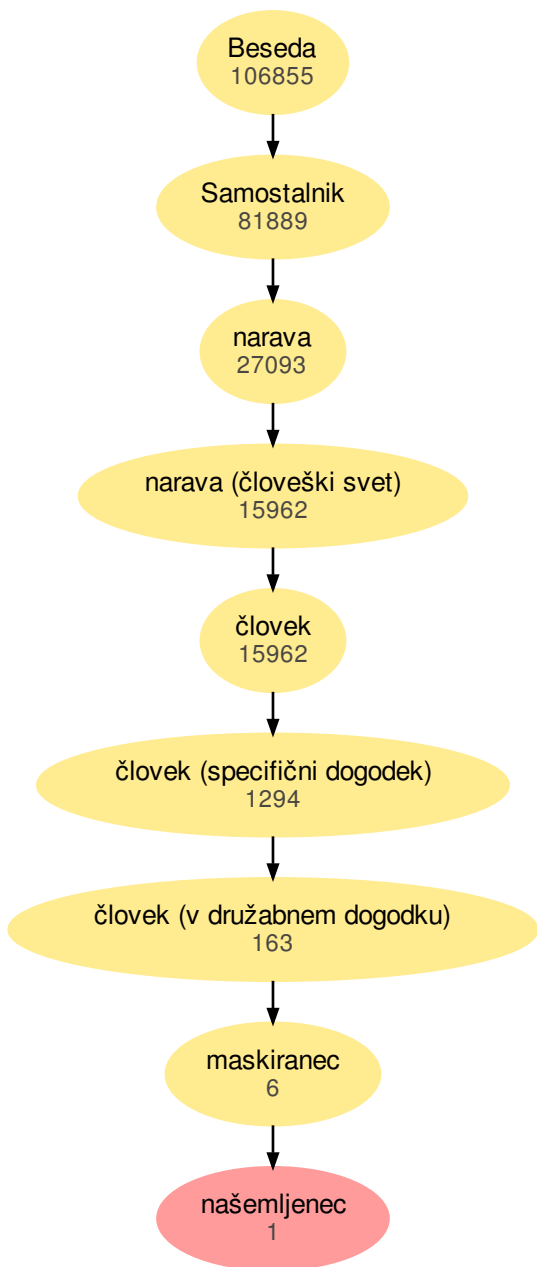 Beseda
106855
Samostalnik
81889
narava
27093
narava (človeški svet)
15962
človek
15962
človek (specifični dogodek)
1294
človek (v družabnem dogodku)
163
maskiranec
6
našemljenec
1